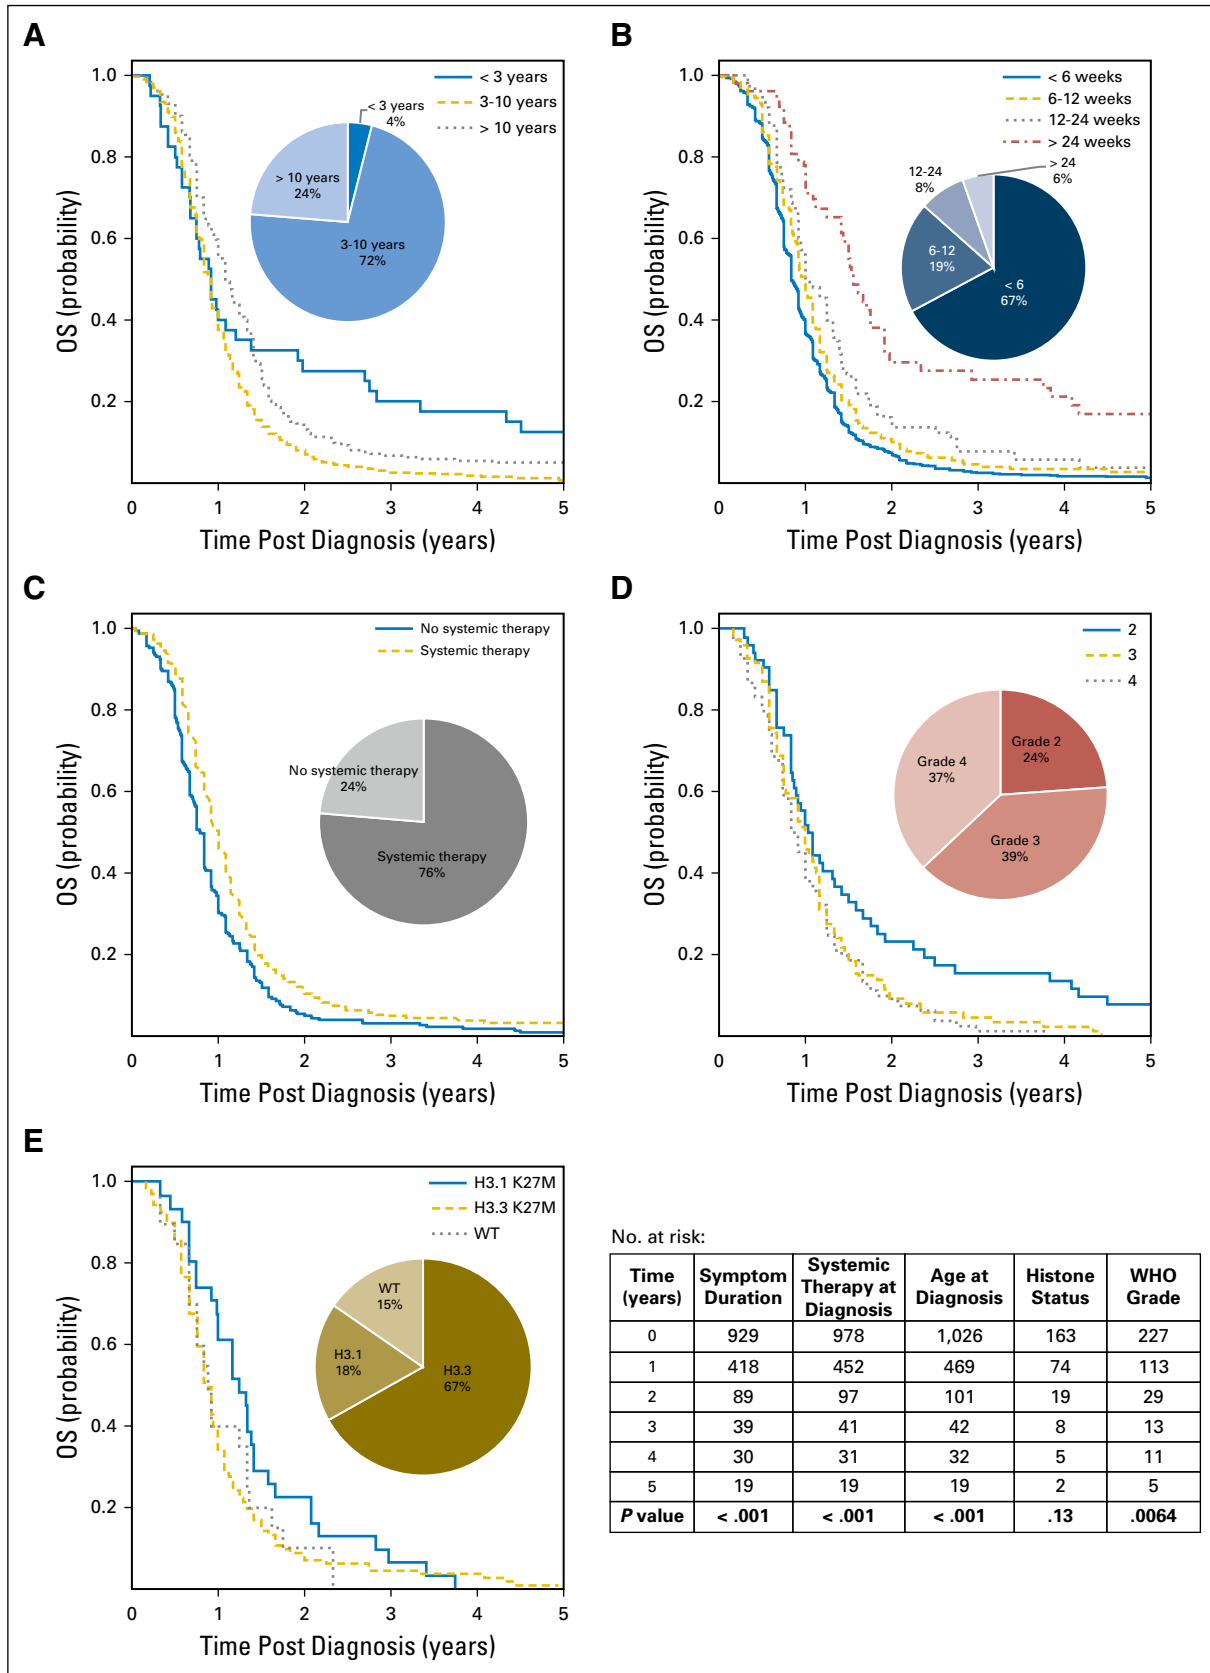 A
OS (probability)
1.0
0.8
0.6
0.4
0.2
0
1
2
3
4
5
Time Post Diagnosis (years)
< 3 years
3-10 years
> 10 years
< 3 years
4%
> 10 years
24%
3-10 years
72%
B
OS (probability)
1.0
0.8
0.6
0.4
0.2
0
1
2
3
4
5
Time Post Diagnosis (years)
< 6 weeks
6-12 weeks
12-24 weeks
> 24 weeks
12-24
8%
> 24
6%
6-12
19%
< 6
67%
C
OS (probability)
1.0
0.8
0.6
0.4
0.2
0
1
2
3
4
5
Time Post Diagnosis (years)
No systemic therapy
Systemic therapy
No systemic therapy
24%
Systemic therapy
76%
D
OS (probability)
1.0
0.8
0.6
0.4
0.2
0
1
2
3
4
5
Time Post Diagnosis (years)
2
3
4
Grade 2
24%
Grade 4
37%
Grade 3
39%
E
OS (probability)
1.0
0.8
0.6
0.4
0.2
0
1
2
3
4
5
Time Post Diagnosis (years)
H3.1 K27M
H3.3 K27M
WT
WT
15%
H3.1
18%
H3.3
67%
No. at risk:
Time (years) Symptom Duration Systemic Therapy at Diagnosis Age at Diagnosis Histone Status WHO Grade
0 929 978 1,026 163 227
1 418 452 469 74 113
2 89 97 101 19 29
3 39 41 42 8 13
4 30 31 32 5 11
5 19 19 19 2 5
P value < .001 < .001 < .001 .13 .0064